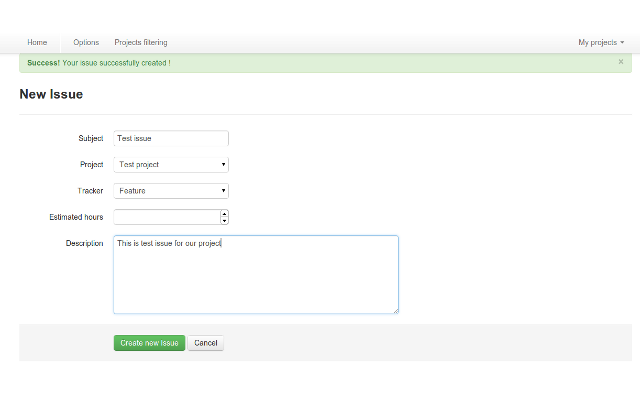 Home Options Projects filtering My projects
Success! Your issue successfully created ! ×
New Issue
Subject Test issue
Project Test project
Tracker Feature
Estimated hours
Description This is test issue for our project
Create new issue Cancel